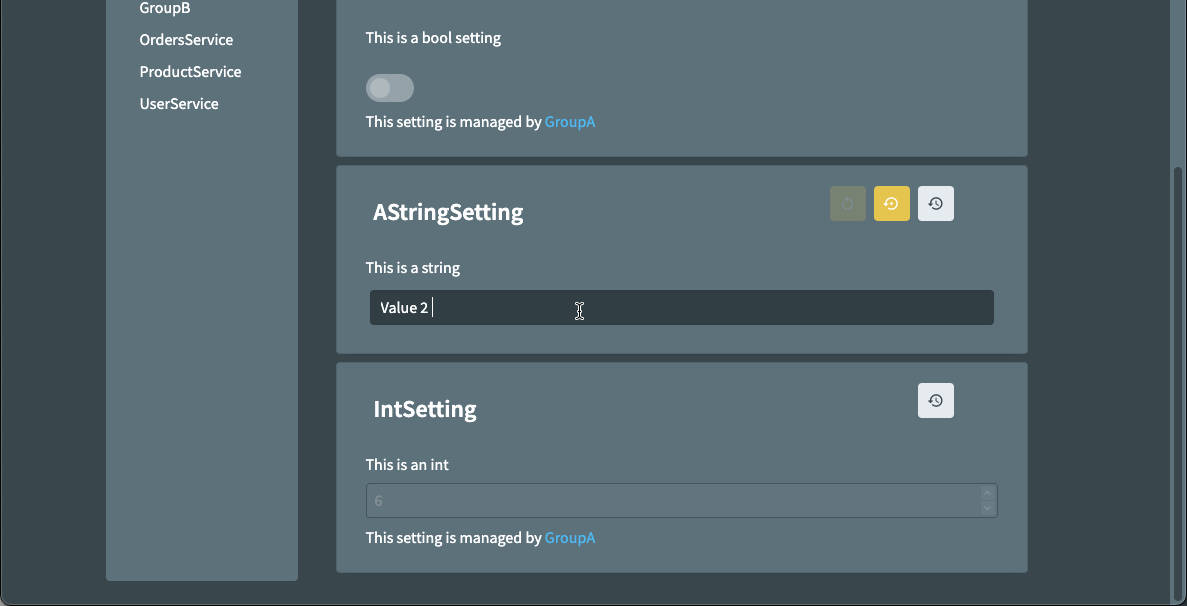 GroupB
OrdersService
ProductService
UserService
This is a bool setting
This setting is managed by GroupA
AStringSetting
This is a string
Value 2
IntSetting
This is an int
6
This setting is managed by GroupA